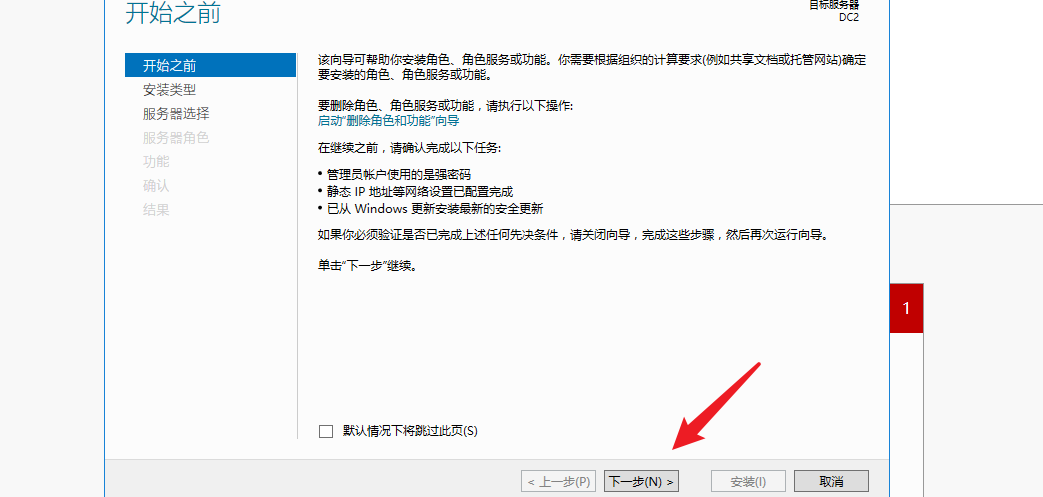 开始之前
目标服务器
DC2
开始之前
安装类型
服务器选择
服务器角色
功能
确认
结果
该向导可帮助你安装角色、角色服务或功能。你需要根据组织的计算要求(例如共享文档或托管网站)确定
要安装的角色、角色服务或功能。
要删除角色、角色服务或功能，请执行以下操作:
启动“删除角色和功能”向导
在继续之前，请确认完成以下任务:
• 管理员帐户使用的是强密码
• 静态 IP 地址等网络设置已配置完成
• 已从 Windows 更新安装最新的安全更新
如果你必须验证是否已完成上述任何先决条件，请关闭向导，完成这些步骤，然后再次运行向导。
单击“下一步”继续。
1
默认情况下将跳过此页(S)
< 上一步(P) 下一步(N) > 安装(I) 取消